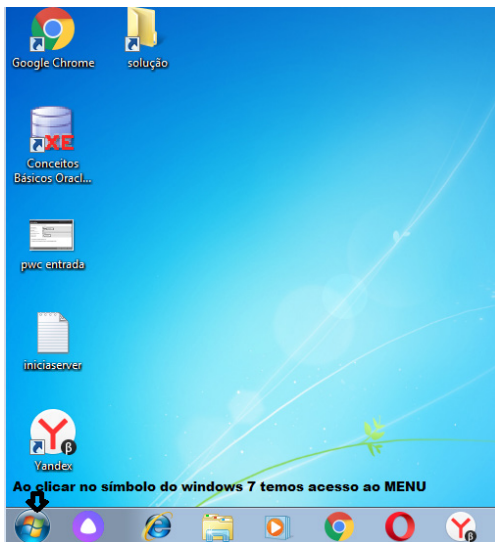 Google Chrome
solução
XE
Conceitos
Básicos Oracl...
pwc entrada
iniciaserver
β
Yandex
Ao clicar no símbolo do windows 7 temos acesso ao MENU
β